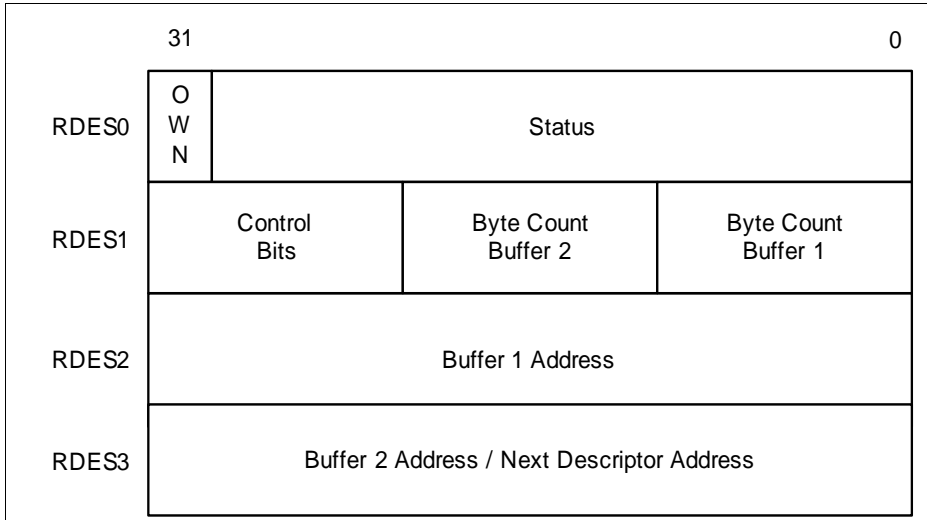 31 0
RDES0
O
W
N
Status
RDES1
Control
Bits
Byte Count
Buffer 2
Byte Count
Buffer 1
RDES2
Buffer 1 Address
RDES3
Buffer 2 Address / Next Descriptor Address